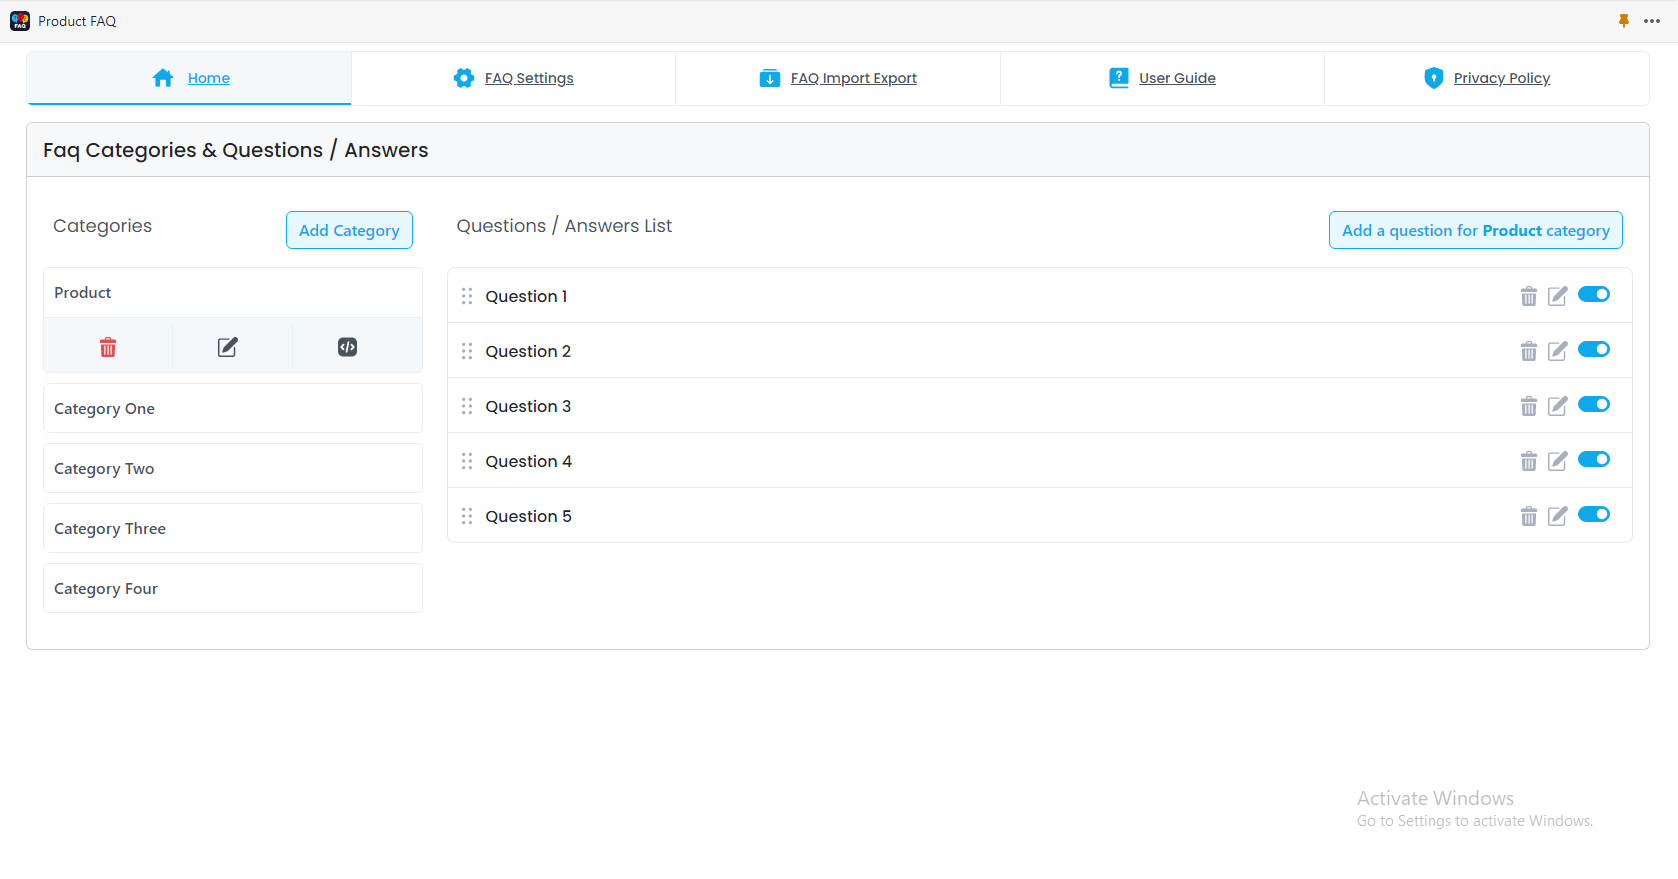 Product FAQ
Home
FAQ Settings
FAQ Import Export
User Guide
Privacy Policy
Faq Categories & Questions / Answers
Categories
Add Category
Questions / Answers List
Add a question for Product category
Product
Category One
Category Two
Category Three
Category Four
Question 1
Question 2
Question 3
Question 4
Question 5
Activate Windows
Go to Settings to activate Windows.